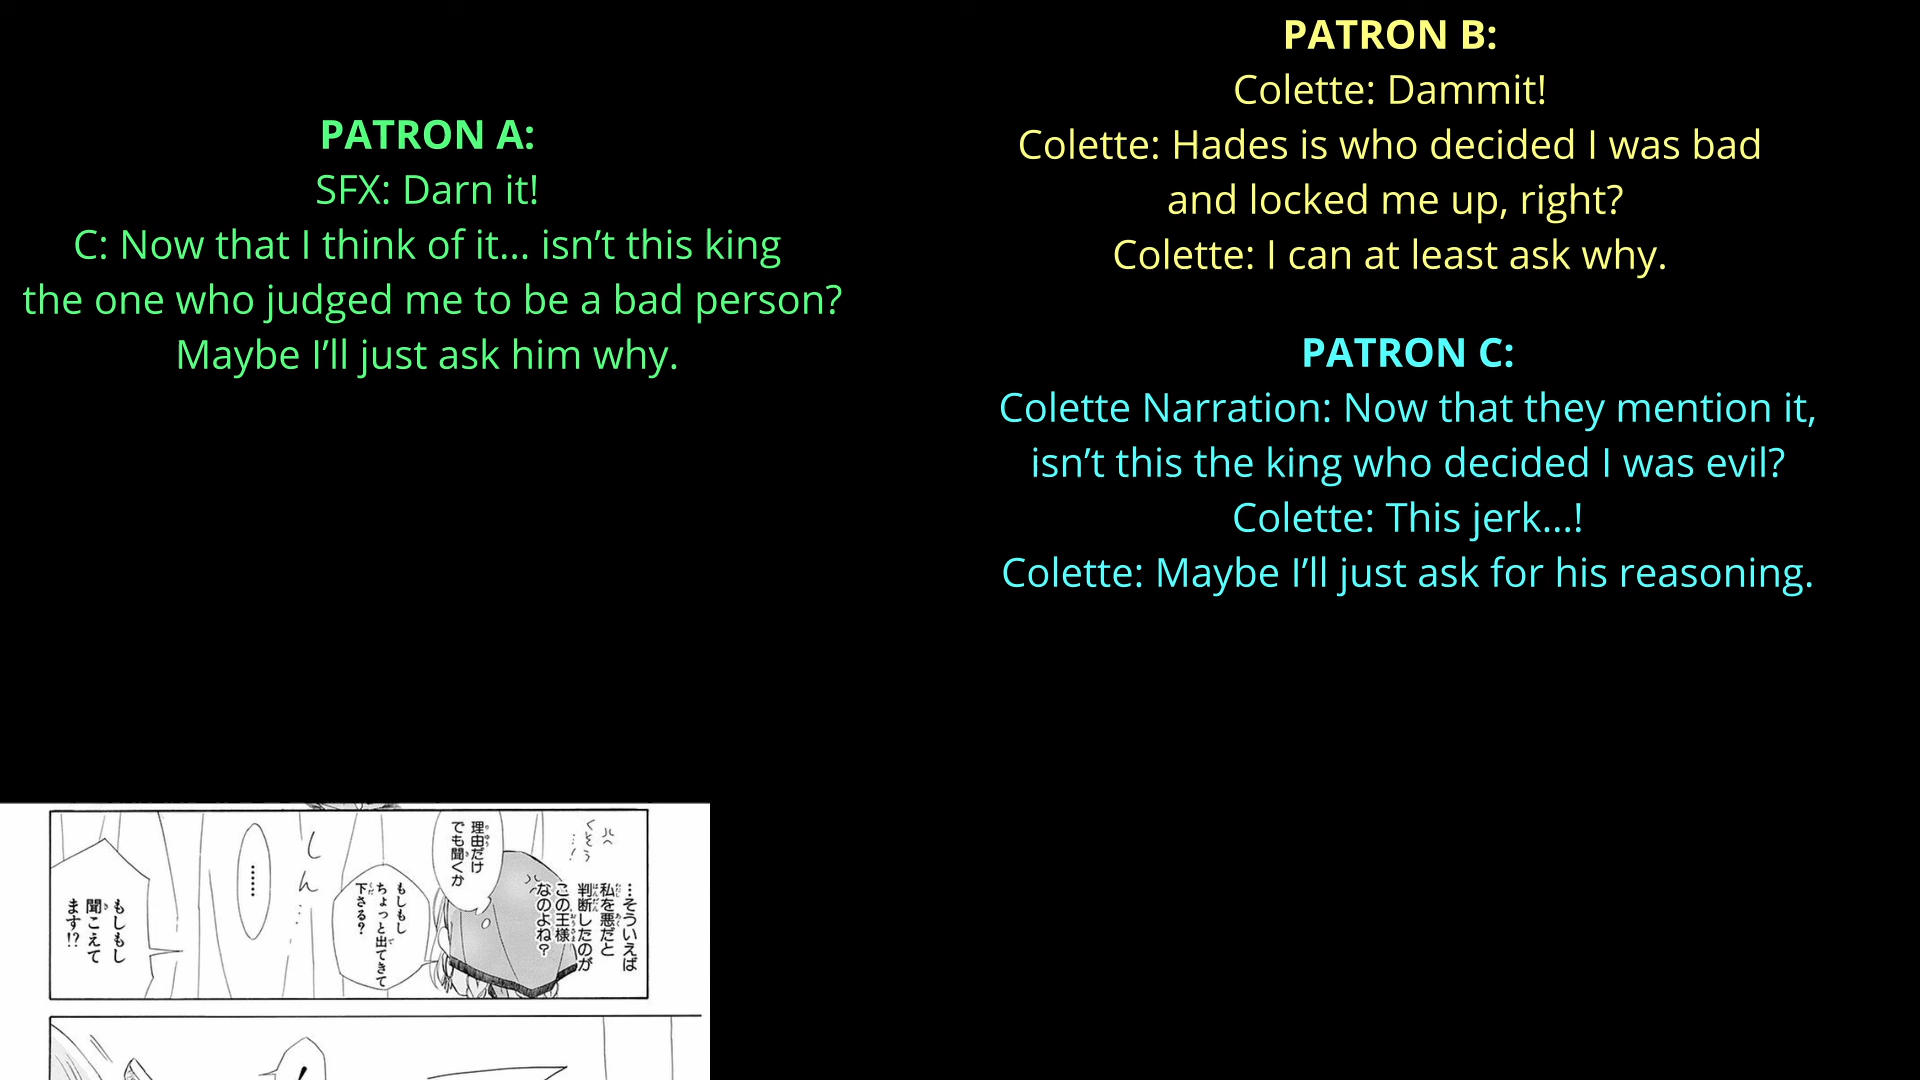 PATRON A:
SFX: Darn it!
C: Now that I think of it... isn’t this king
the one who judged me to be a bad person?
Maybe I’ll just ask him why.
PATRON B:
Colette: Dammit!
Colette: Hades is who decided I was bad
and locked me up, right?
Colette: I can at least ask why.
PATRON C:
Colette Narration: Now that they mention it,
isn’t this the king who decided I was evil?
Colette: This jerk...!
Colette: Maybe I’ll just ask for his reasoning.
くそう
…!
…そういえば
私を悪だと
判断したのが
この王様
なのよね?
理由だけ
でも聞くか
もしもし
ちょっと出てきて
下さる?
しん…
……
もしもし
聞こえて
ます!?